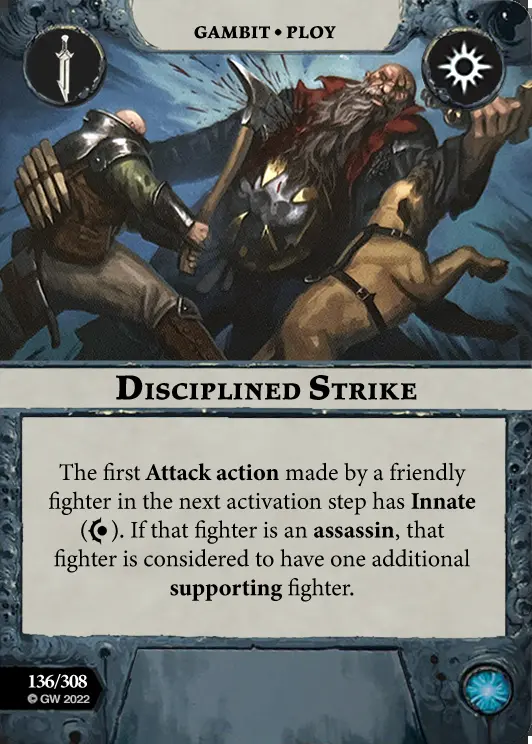 GAMBIT • PLOY
DISCIPLINED STRIKE
The first Attack action made by a friendly
fighter in the next activation step has Innate
(). If that fighter is an assassin, that
fighter is considered to have one additional
supporting fighter.
136/308
© GW 2022